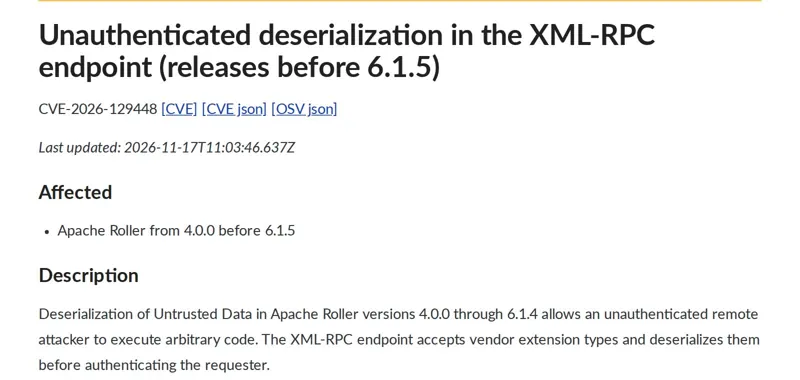 Unauthenticated deserialization in the XML-RPC
endpoint (releases before 6.1.5)
CVE-2026-129448 [CVE] [CVE json] [OSV json]
Last updated: 2026-11-17T11:03:46.637Z
Affected
• Apache Roller from 4.0.0 before 6.1.5
Description
Deserialization of Untrusted Data in Apache Roller versions 4.0.0 through 6.1.4 allows an unauthenticated remote
attacker to execute arbitrary code. The XML-RPC endpoint accepts vendor extension types and deserializes them
before authenticating the requester.